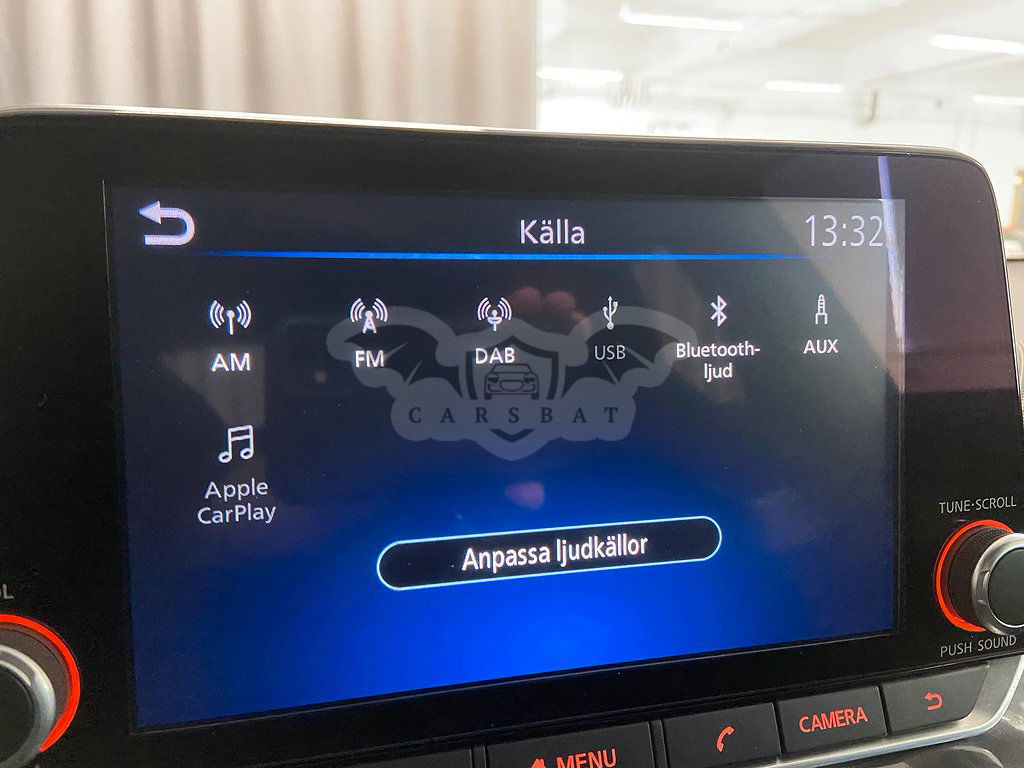 Källa
13:32
AM
FM
DAB
USB
Bluetooth-
ljud
AUX
CARSBAT
Apple
CarPlay
Anpassa ljudkällor
TUNE·SCROLL
PUSH SOUND
MENU
CAMERA